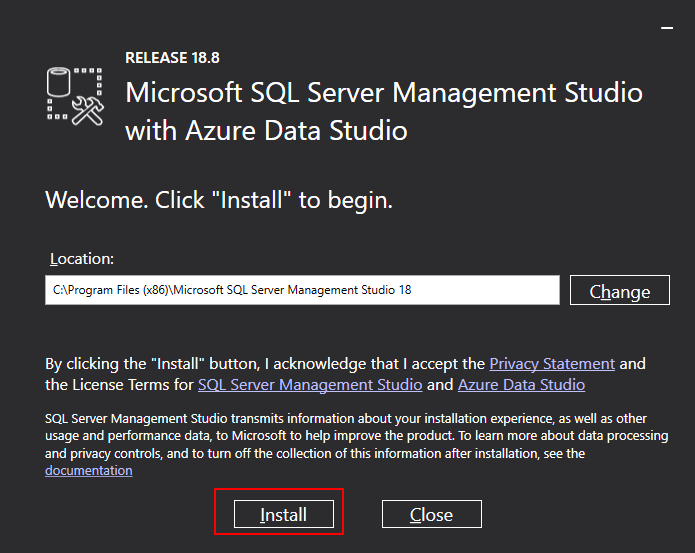 RELEASE 18.8
Microsoft SQL Server Management Studio
with Azure Data Studio
Welcome. Click "Install" to begin.
Location:
C:\Program Files (x86)\Microsoft SQL Server Management Studio 18
Change
By clicking the "Install" button, I acknowledge that I accept the Privacy Statement and
the License Terms for SQL Server Management Studio and Azure Data Studio
SQL Server Management Studio transmits information about your installation experience, as well as other
usage and performance data, to Microsoft to help improve the product. To learn more about data processing
and privacy controls, and to turn off the collection of this information after installation, see the
documentation
Install
Close